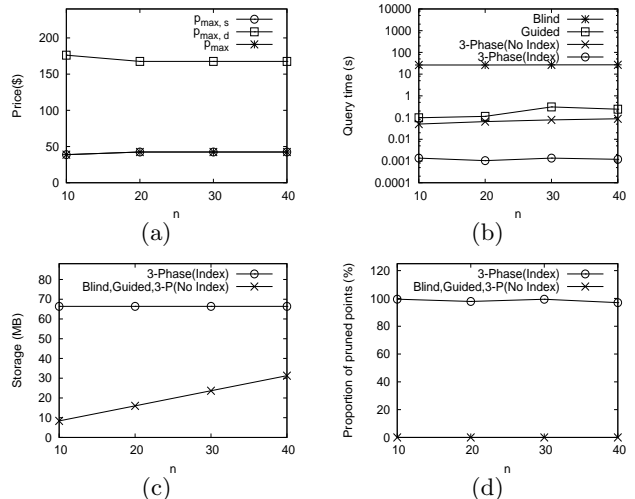 p max, s
p max, d
p max
Price($)
200
150
100
50
0
10 20 30 40
n
(a)
Blind
Guided
3-Phase(No Index)
3-Phase(Index)
Query time (s)
10000
1000
100
10
1
0.1
0.01
0.001
0.0001
10 20 30 40
n
(b)
3-Phase(Index)
Blind,Guided,3-P(No Index)
Storage (MB)
80
70
60
50
40
30
20
10
0
10 20 30 40
n
(c)
3-Phase(Index)
Blind,Guided,3-P(No Index)
Proportion of pruned points (%)
120
100
80
60
40
20
0
10 20 30 40
n
(d)